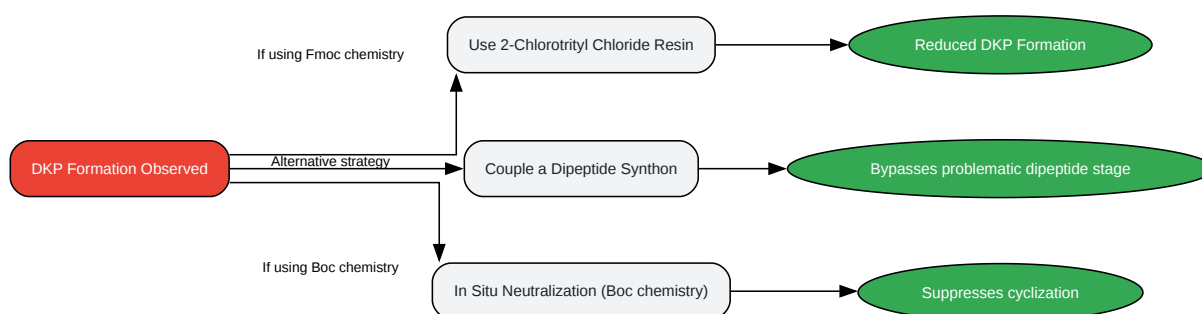 If using Fmoc chemistry
Use 2-Chlorotrityl Chloride Resin
Reduced DKP Formation
DKP Formation Observed
Alternative strategy
Couple a Dipeptide Synthon
Bypasses problematic dipeptide stage
If using Boc chemistry
In Situ Neutralization (Boc chemistry)
Suppresses cyclization